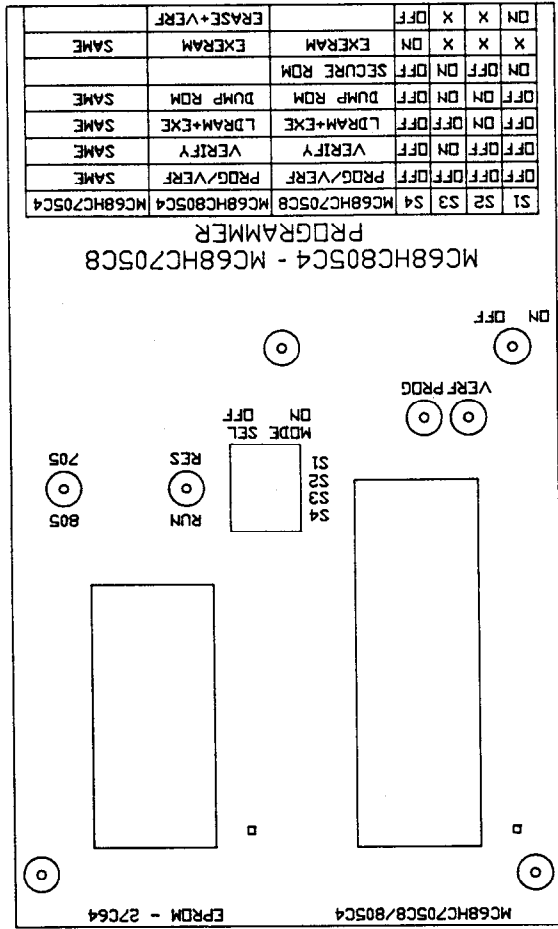 MC68HC705C8/805C4
EPROM - 27C64
S4
S3
S2
S1
RUN
RES
805
705
MODE SEL
ON OFF
VERF PROG
ON OFF
MC68HC805C4 - MC68HC705C8
PROGRAMMER
S1 S2 S3 S4 MC68HC705C8 MC68HC805C4 MC68HC705C4
OFF OFF OFF OFF PROG/VERF PROG/VERF SAME
OFF OFF ON OFF VERIFY VERIFY SAME
OFF ON OFF OFF LDRAM+EXE LDRAM+EXE SAME
OFF ON ON OFF DUMP ROM DUMP ROM SAME
ON OFF ON OFF SECURE ROM
X X X ON EXERAM EXERAM SAME
ON X X OFF ERASE+VERF